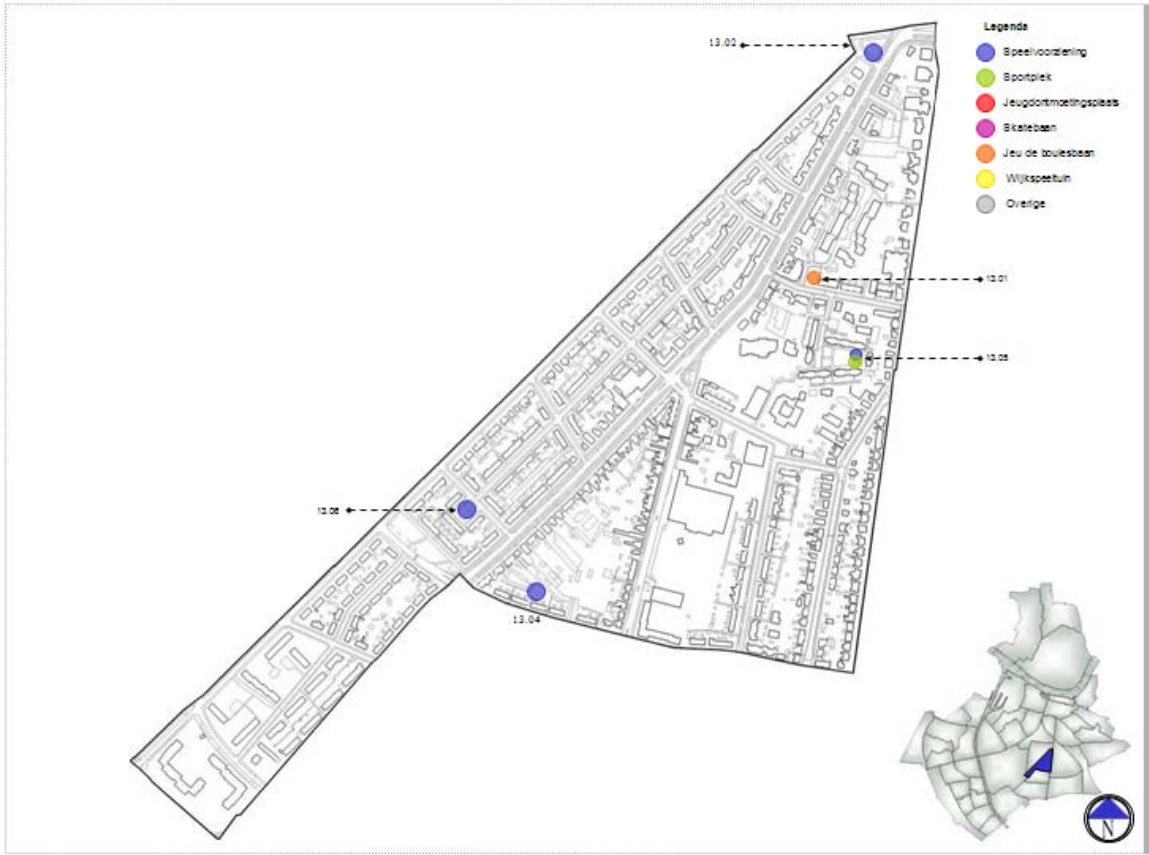 Legenda
13.02
Speelvoorziening
Sportplek
Jeugdontmoetingsplaats
Skatebaan
Jeu de boulesbaan
Wijkspeeltuin
Overige
13.01
13.05
13.06
13.04
N